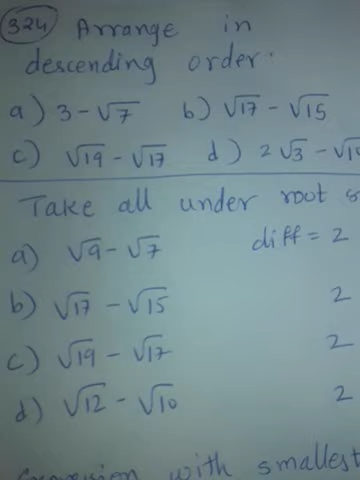 324 Arrange in
descending order.
a) 3 - √7 b) √17 - √15
c) √19 - √17 d) 2√3 -
Take all under root
a) √9 - √7 diff = 2
b) √17 - √15 2
c) √19 - √17 2
d) √12 - √10 2
with smallest